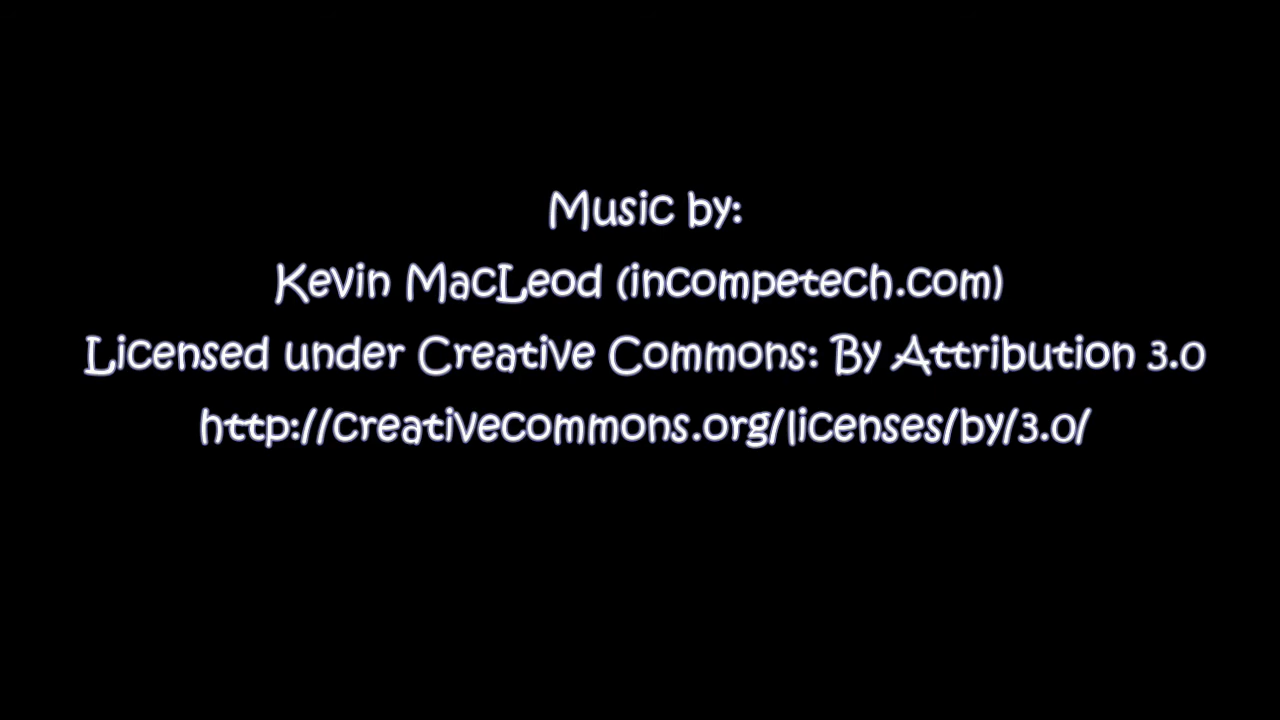 Music by:
Kevin MacLeod (incompetech.com)
Licensed under Creative Commons: By Attribution 3.0
http://creativecommons.org/licenses/by/3.0/